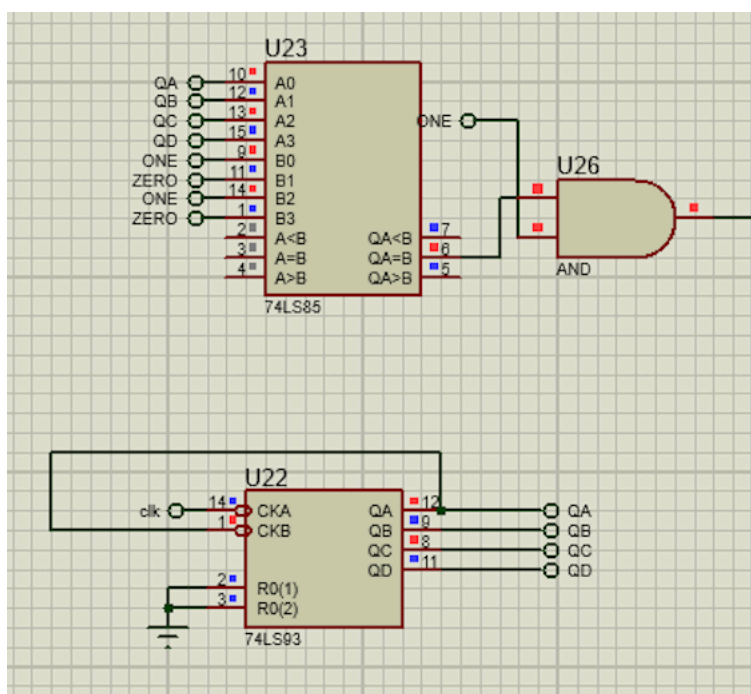 U23
QA 10 A0
QB 12 A1
QC 13 A2
QD 15 A3
ONE 9 B0
ZERO 11 B1
ONE 14 B2
ZERO 1 B3
2 A<B QA<B 7
3 A=B QA=B 6
4 A>B QA>B 5
74LS85
ONE
U26
AND
U22
clk 14 CKA QA 12 QA
1 CKB QB 9 QB
QC 8 QC
QD 11 QD
2 R0(1)
3 R0(2)
74LS93